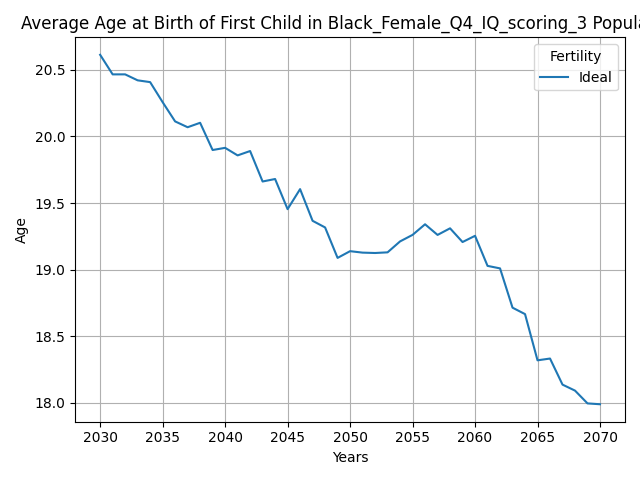 Average Age at Birth of First Child in Black_Female_Q4_IQ_scoring_3
Fertility
Ideal
Age
20.5
20.0
19.5
19.0
18.5
18.0
2030 2035 2040 2045 2050 2055 2060 2065 2070
Years